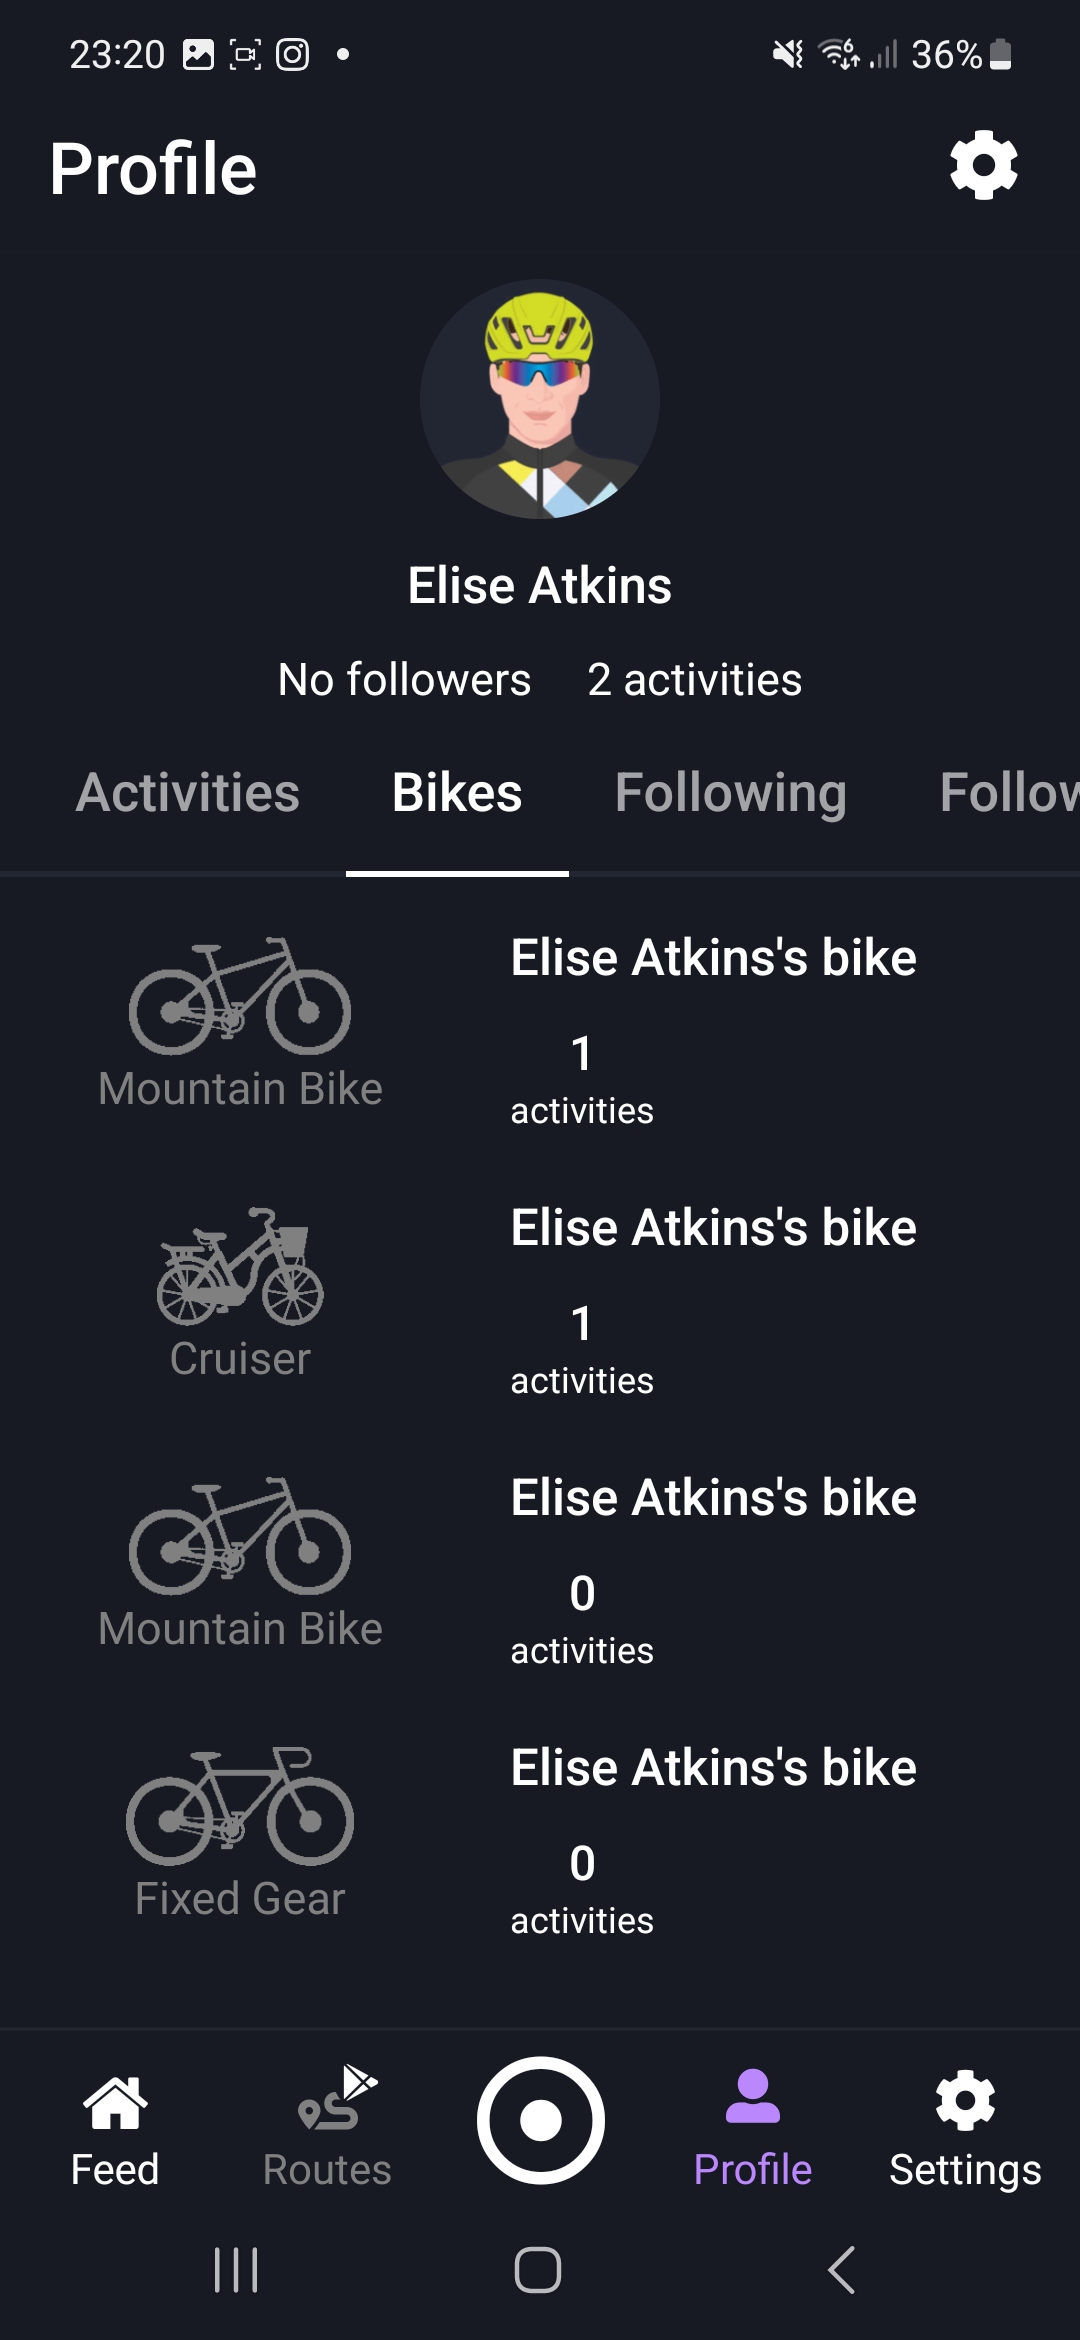 23:20 36%
Profile
Elise Atkins
No followers 2 activities
Activities Bikes Following Follow
Elise Atkins's bike
1
activities
Mountain Bike
Elise Atkins's bike
1
activities
Cruiser
Elise Atkins's bike
0
activities
Mountain Bike
Elise Atkins's bike
0
activities
Fixed Gear
Feed Routes Profile Settings